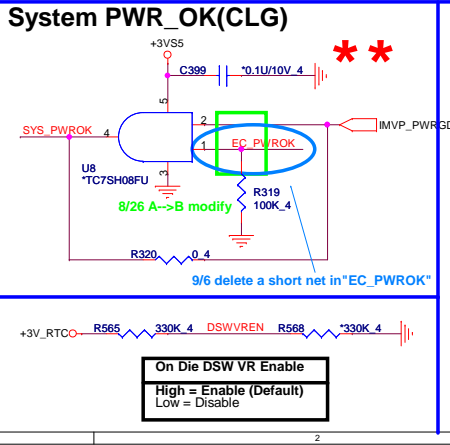 System PWR_OK(CLG)
+3VS5
**
C399 *0.1U/10V_4
5
SYS_PWROK 4
2
IMVP_PWRGD
1 EC_PWROK
U8
*TC7SH08FU
3
R319
100K_4
8/26 A-->B modify
R320 0_4
9/6 delete a short net in"EC_PWROK"
+3V_RTC R565 330K_4 DSWVREN R568 *330K_4
On Die DSW VR Enable
High = Enable (Default)
Low = Disable
2